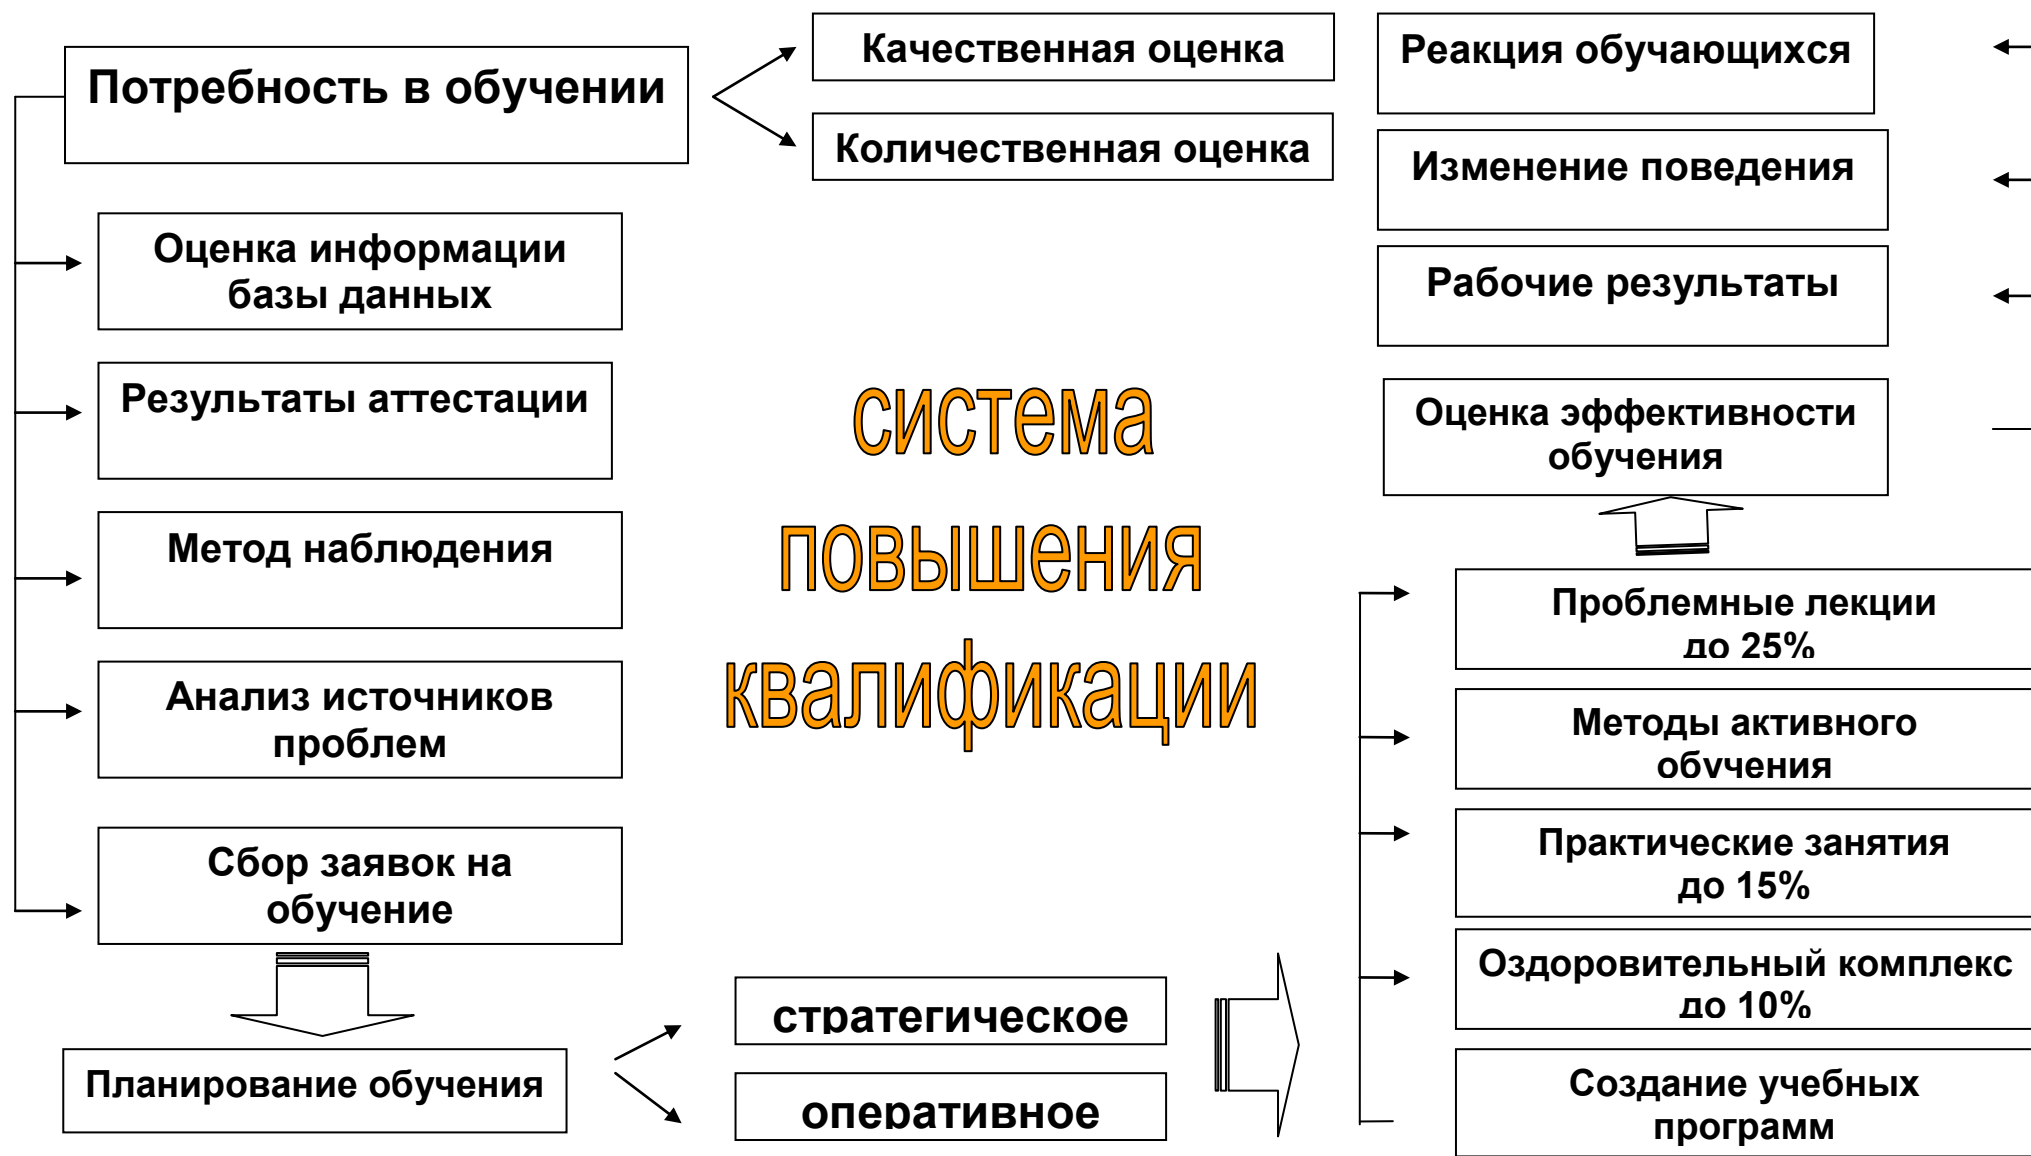 Потребность в обучении
Качественная оценка
Количественная оценка
Оценка информации
базы данных
Результаты аттестации
Метод наблюдения
Анализ источников
проблем
Сбор заявок на
обучение
Планирование обучения
стратегическое
оперативное
система
повышения
квалификации
Реакция обучающихся
Изменение поведения
Рабочие результаты
Оценка эффективности
обучения
Проблемные лекции
до 25%
Методы активного
обучения
Практические занятия
до 15%
Оздоровительный комплекс
до 10%
Создание учебных
программ